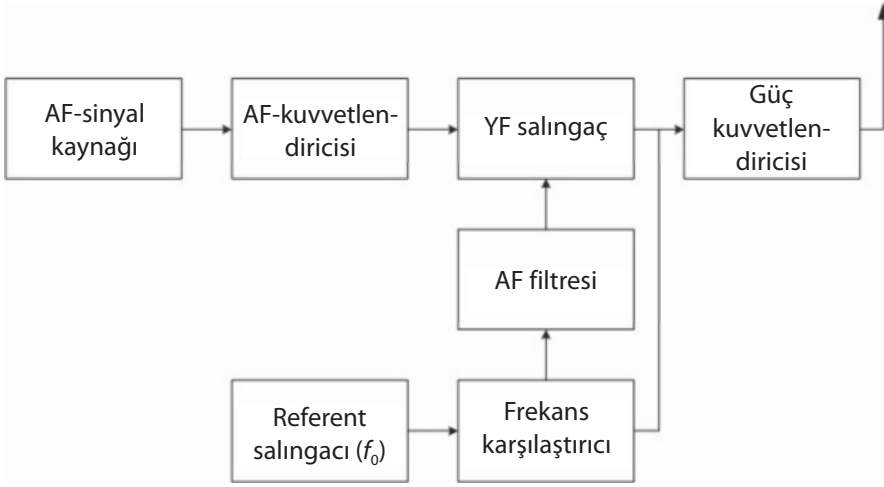 AF-sinyal
kaynağı
AF-kuvvetlen-
diricisi
YF salıngaç
Güç
kuvvetlen-
diricisi
AF filtresi
Referent
salıngacı (f₀)
Frekans
karşılaştırıcı